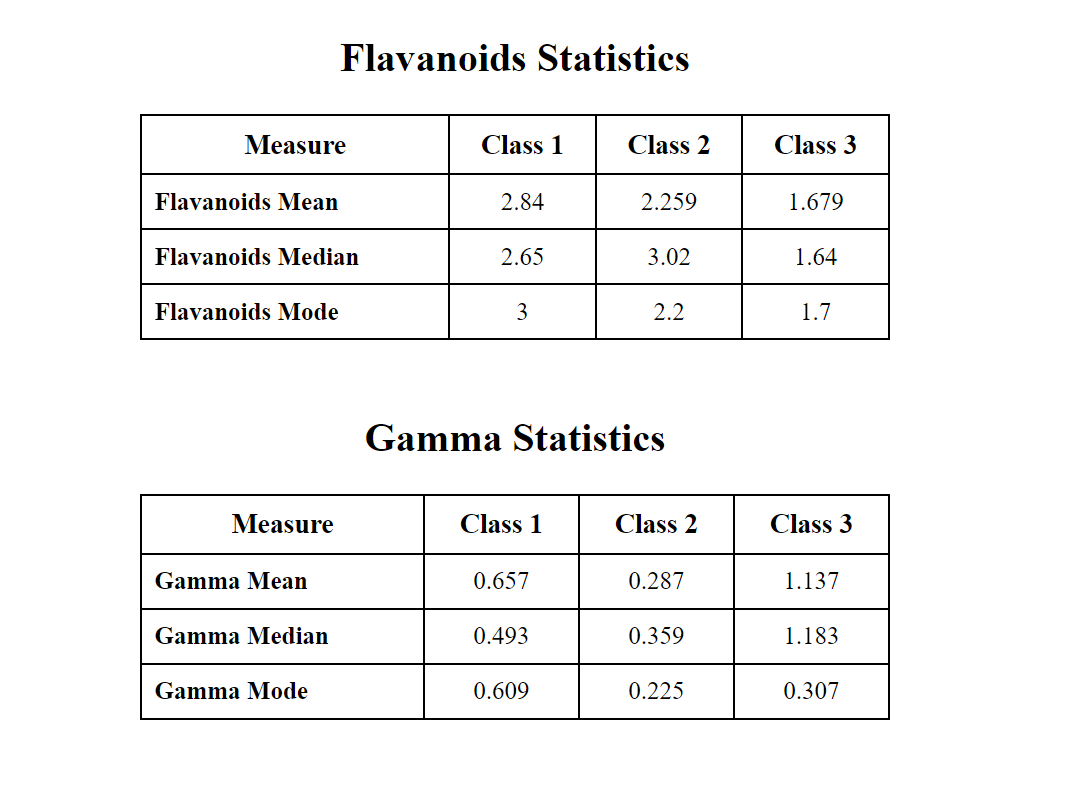 Flavanoids Statistics
Measure Class 1 Class 2 Class 3
Flavanoids Mean 2.84 2.259 1.679
Flavanoids Median 2.65 3.02 1.64
Flavanoids Mode 3 2.2 1.7
Gamma Statistics
Measure Class 1 Class 2 Class 3
Gamma Mean 0.657 0.287 1.137
Gamma Median 0.493 0.359 1.183
Gamma Mode 0.609 0.225 0.307